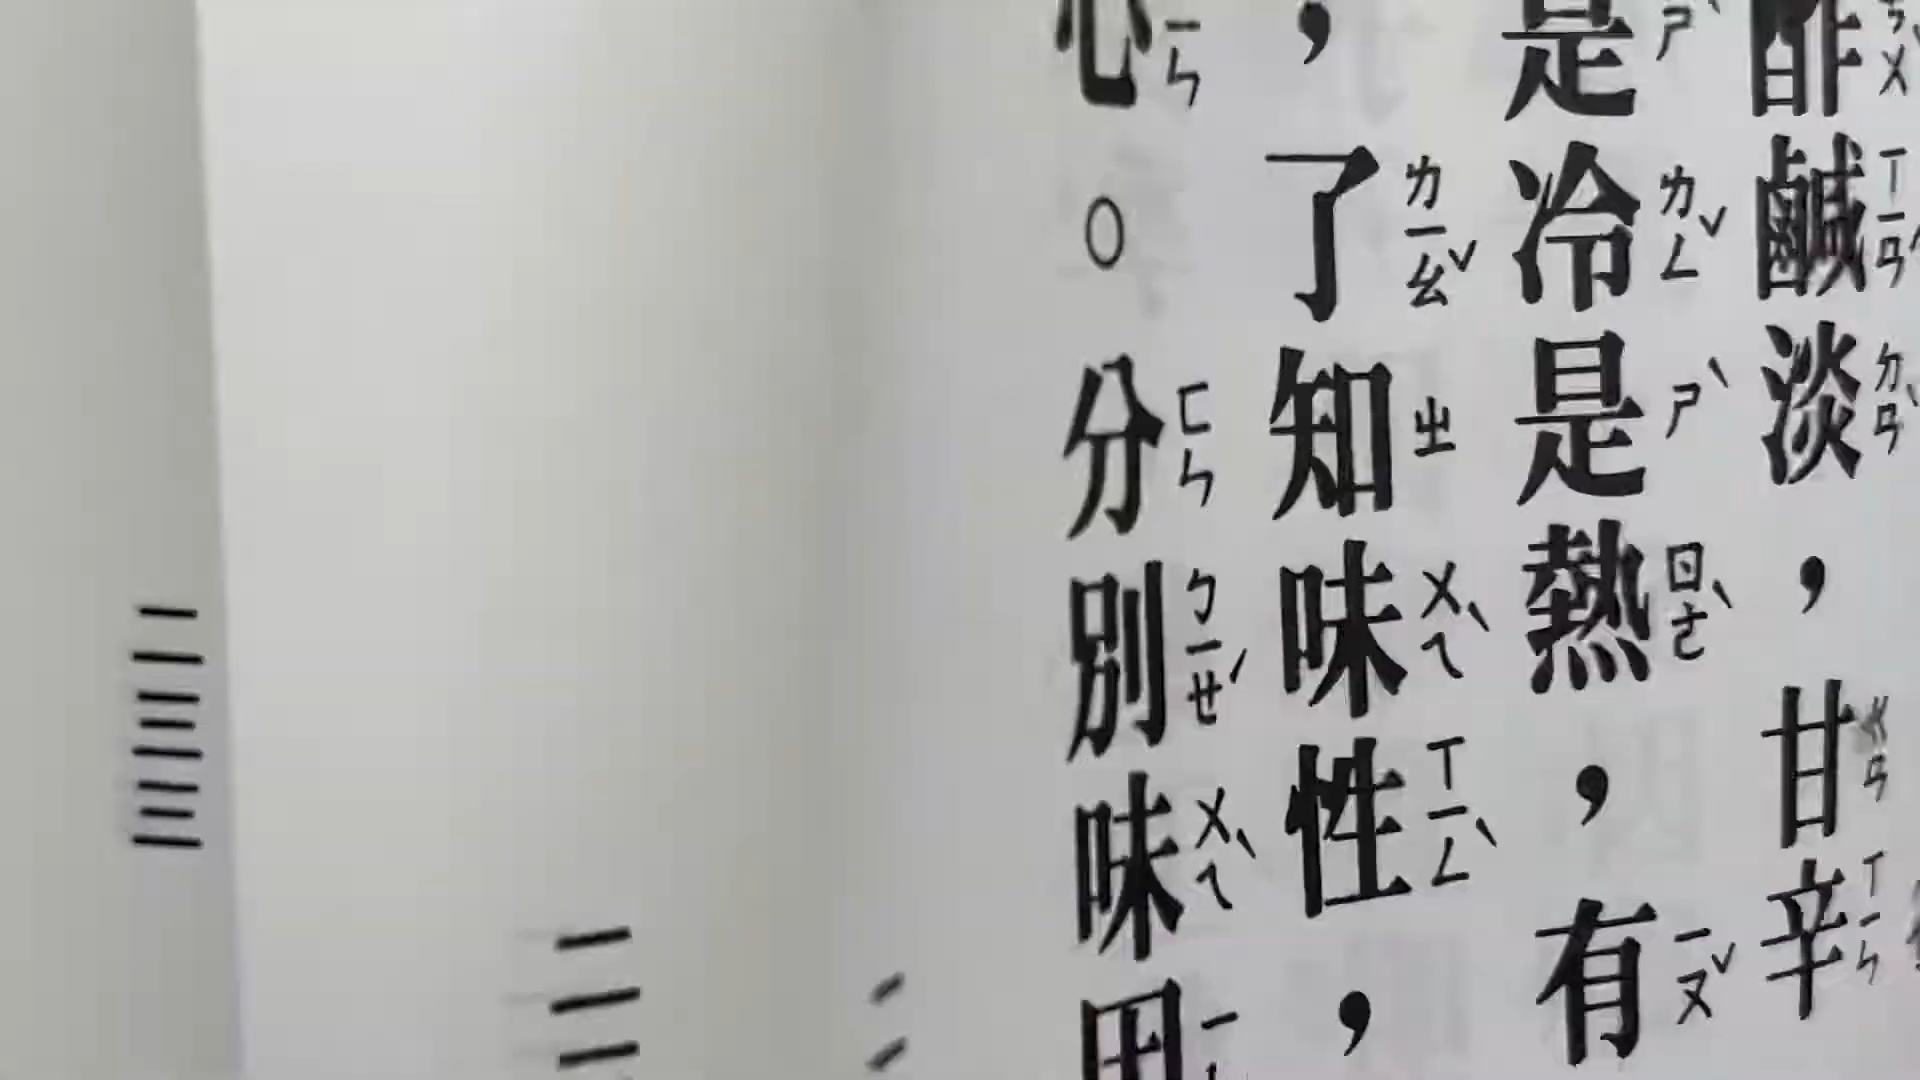 酢鹹淡，甘辛
是冷是熱，有
，了知味性，
心。分別味